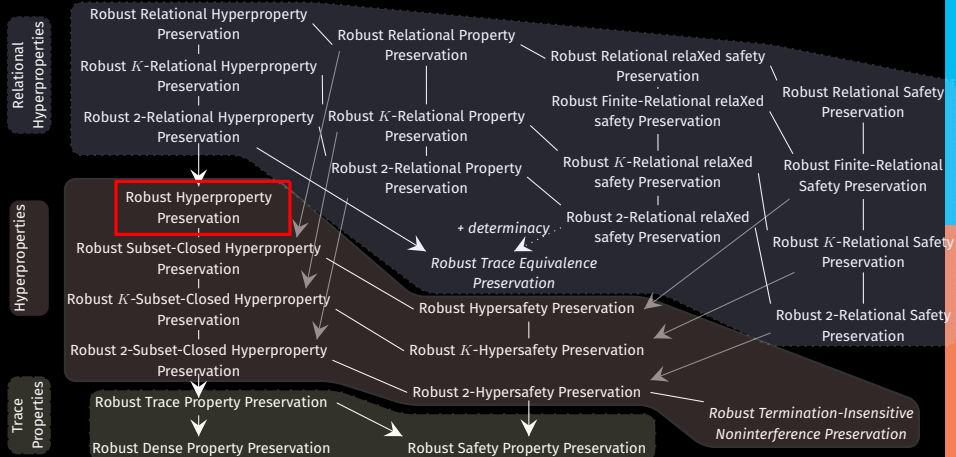 Relational
Hyperproperties
Robust Relational Hyperproperty
Preservation
Robust K-Relational Hyperproperty
Preservation
Robust 2-Relational Hyperproperty
Preservation
Robust Relational Property
Preservation
Robust K-Relational Property
Preservation
Robust 2-Relational Property
Preservation
Robust Relational relaXed safety
Preservation
Robust Finite-Relational relaXed
safety Preservation
Robust K-Relational relaXed
safety Preservation
Robust 2-Relational relaXed
safety Preservation
Robust Relational Safety
Preservation
Robust Finite-Relational
Safety Preservation
Robust K-Relational Safety
Preservation
Robust 2-Relational Safety
Preservation
+ determinacy
Robust Trace Equivalence
Preservation
Hyperproperties
Robust Hyperproperty
Preservation
Robust Subset-Closed Hyperproperty
Preservation
Robust K-Subset-Closed Hyperproperty
Preservation
Robust 2-Subset-Closed Hyperproperty
Preservation
Robust Hypersafety Preservation
Robust K-Hypersafety Preservation
Robust 2-Hypersafety Preservation
Robust Termination-Insensitive
Noninterference Preservation
Trace
Properties
Robust Trace Property Preservation
Robust Dense Property Preservation
Robust Safety Property Preservation